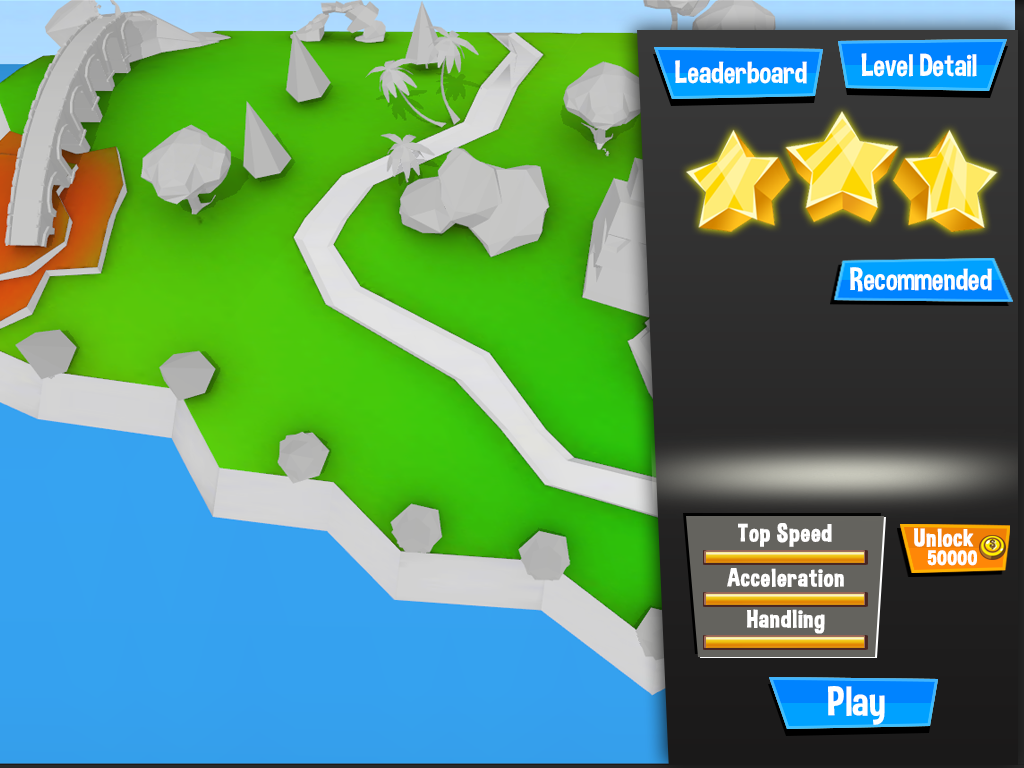 Leaderboard
Level Detail
Recommended
Top Speed
Acceleration
Handling
Unlock
50000
Play